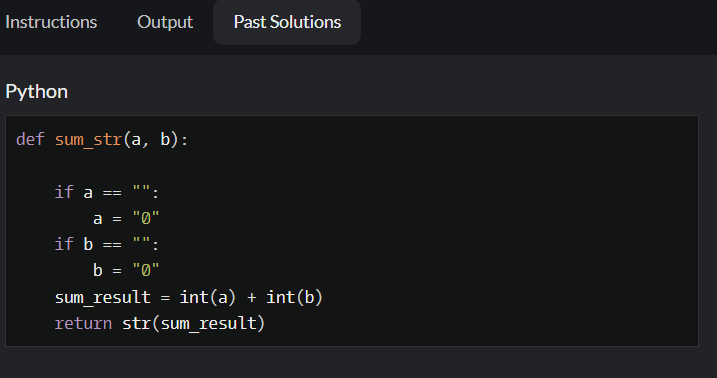 Instructions Output Past Solutions
Python
def sum_str(a, b):
    if a == "":
        a = "0"
    if b == "":
        b = "0"
    sum_result = int(a) + int(b)
    return str(sum_result)